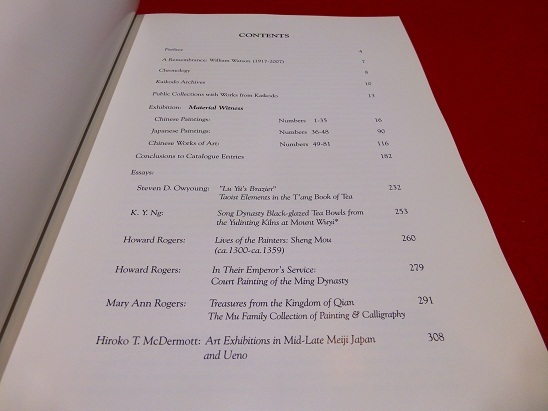 CONTENTS
Preface 4
A Remembrance: William Watson (1917-2007) 7
Chronology 8
Kaikodo Archives 10
Public Collections with Works from Kaikodo 13
Exhibition: Material Witness
Chinese Paintings: Numbers 1-35 16
Japanese Paintings: Numbers 36-48 90
Chinese Works of Art: Numbers 49-81 116
Conclusions to Catalogue Entries 182
Essays:
Steven D. Owyoung: "Lu Yü's Brazier" 232
Taoist Elements in the T'ang Book of Tea
K. Y. Ng: Song Dynasty Black-glazed Tea Bowls from 253
the Yulinting Kilns at Mount Wuyi*
Howard Rogers: Lives of the Painters: Sheng Mou 260
(ca.1300-ca.1359)
Howard Rogers: In Their Emperor's Service: 279
Court Painting of the Ming Dynasty
Mary Ann Rogers: Treasures from the Kingdom of Qian 291
The Mu Family Collection of Painting & Calligraphy
Hiroko T. McDermott: Art Exhibitions in Mid-Late Meiji Japan 308
and Ueno